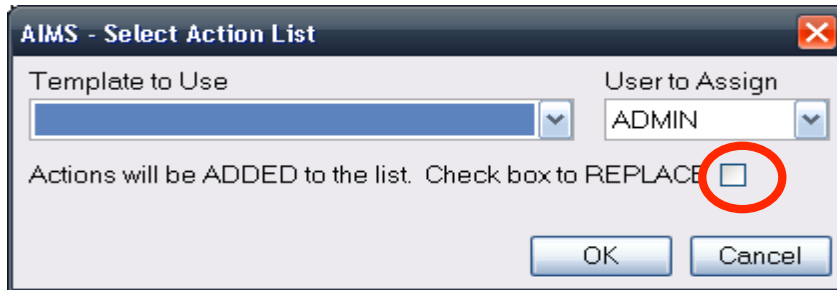 AIMS - Select Action List
Template to Use
User to Assign
ADMIN
Actions will be ADDED to the list. Check box to REPLACE
OK
Cancel